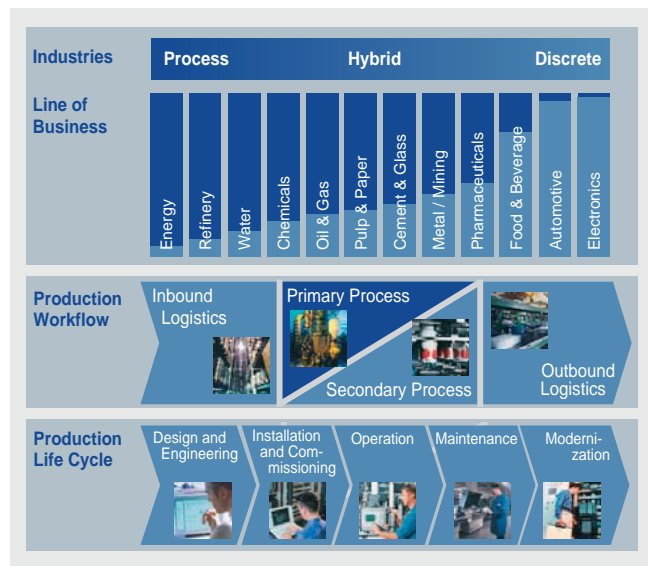 Industries
Process
Hybrid
Discrete
Line of
Business
Energy
Refinery
Water
Chemicals
Oil & Gas
Pulp & Paper
Cement & Glass
Metal / Mining
Pharmaceuticals
Food & Beverage
Automotive
Electronics
Production
Workflow
Inbound
Logistics
Primary Process
Secondary Process
Outbound
Logistics
Production
Life Cycle
Design and
Engineering
Installation
and Com-
missioning
Operation
Maintenance
Moderni-
zation